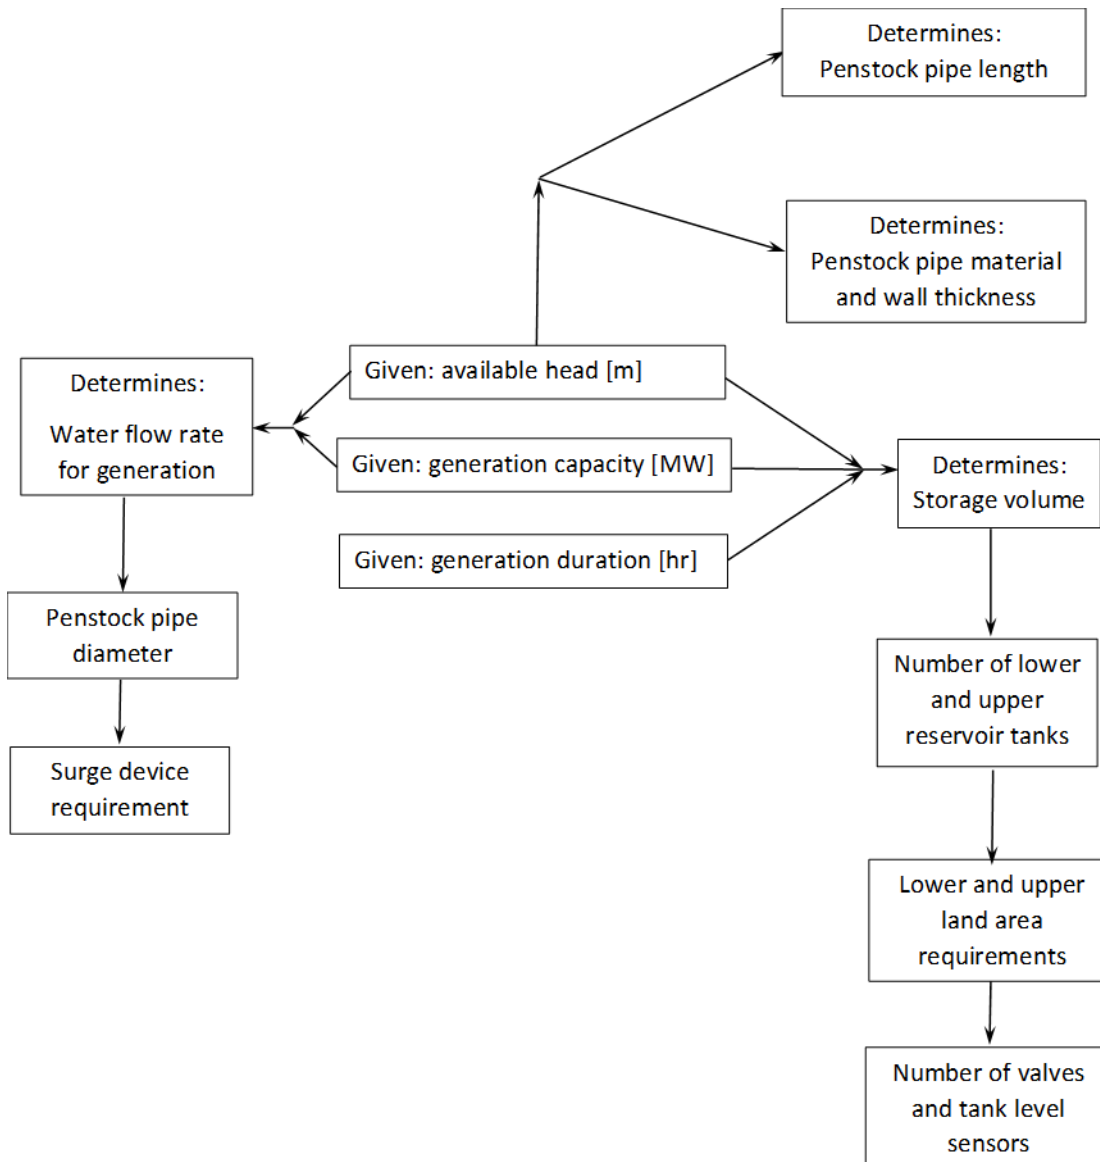 Determines:
Penstock pipe length
Determines:
Penstock pipe material
and wall thickness
Given: available head [m]
Determines:
Water flow rate
for generation
Given: generation capacity [MW]
Determines:
Storage volume
Given: generation duration [hr]
Penstock pipe
diameter
Number of lower
and upper
reservoir tanks
Surge device
requirement
Lower and upper
land area
requirements
Number of valves
and tank level
sensors